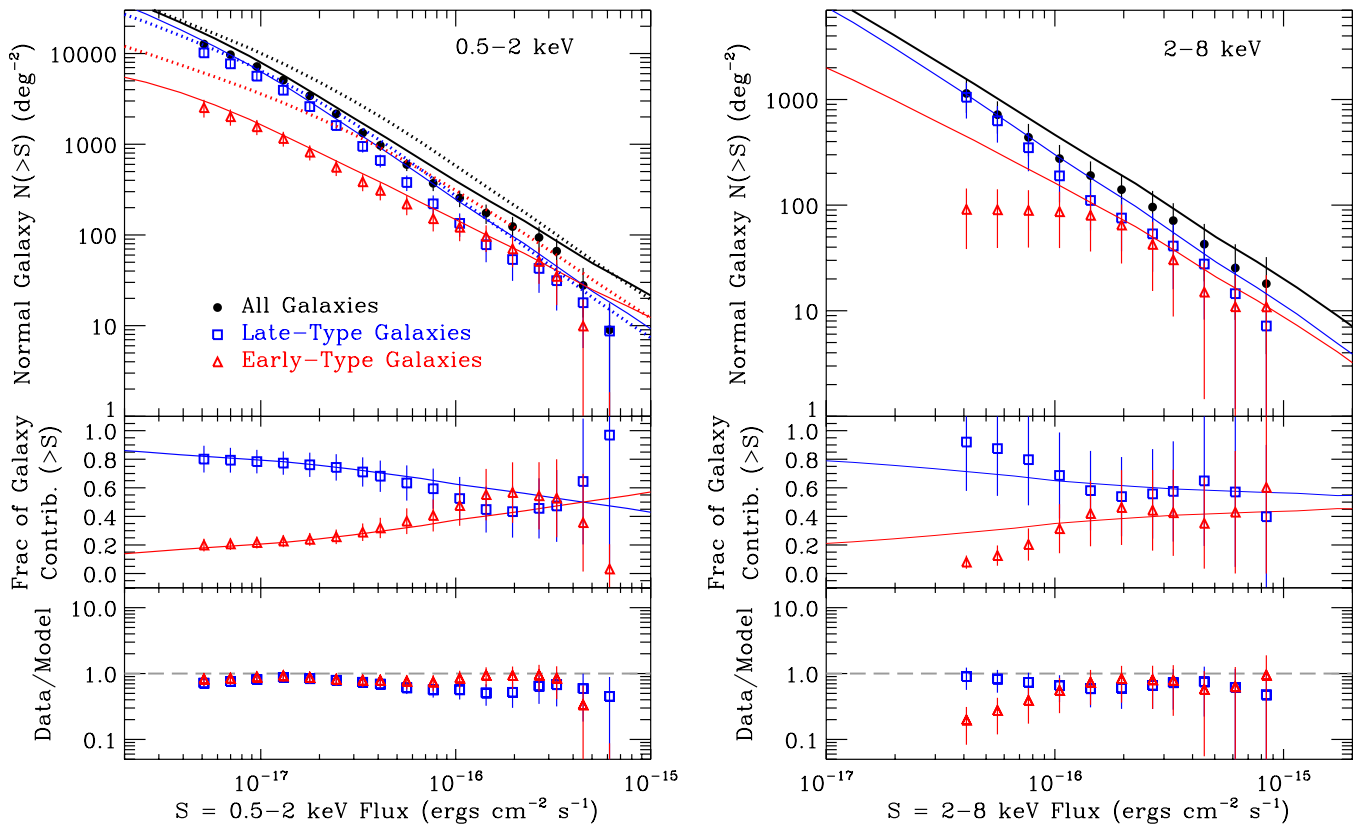 0.5−2 keV
Normal Galaxy N(>S) (deg⁻²)
10000
1000
100
10
1
All Galaxies
Late−Type Galaxies
Early−Type Galaxies
Frac of Galaxy
Contrib. (>S)
1.0
0.8
0.6
0.4
0.2
0.0
Data/Model
10.0
1.0
0.1
10⁻¹⁷
10⁻¹⁶
10⁻¹⁵
S = 0.5−2 keV Flux (ergs cm⁻² s⁻¹)
2−8 keV
Normal Galaxy N(>S) (deg⁻²)
1000
100
10
1
Frac of Galaxy
Contrib. (>S)
1.0
0.8
0.6
0.4
0.2
0.0
Data/Model
10.0
1.0
0.1
10⁻¹⁷
10⁻¹⁶
10⁻¹⁵
S = 2−8 keV Flux (ergs cm⁻² s⁻¹)